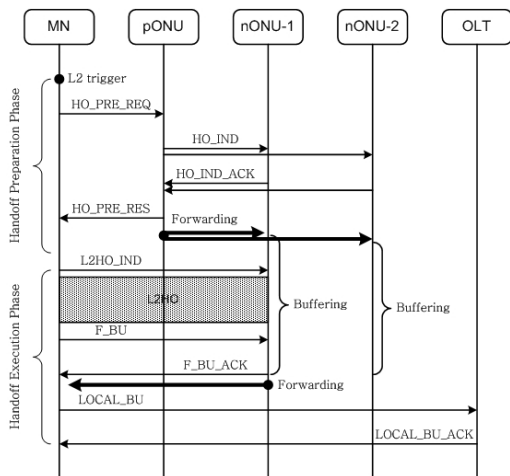 MN pONU nONU-1 nONU-2 OLT
L2 trigger
HO_PRE_REQ
HO_IND
HO_IND_ACK
HO_PRE_RES
Forwarding
Handoff Preparation Phase
L2HO_IND
L2HO
Buffering
Buffering
F_BU
F_BU_ACK
Forwarding
LOCAL_BU
LOCAL_BU_ACK
Handoff Execution Phase